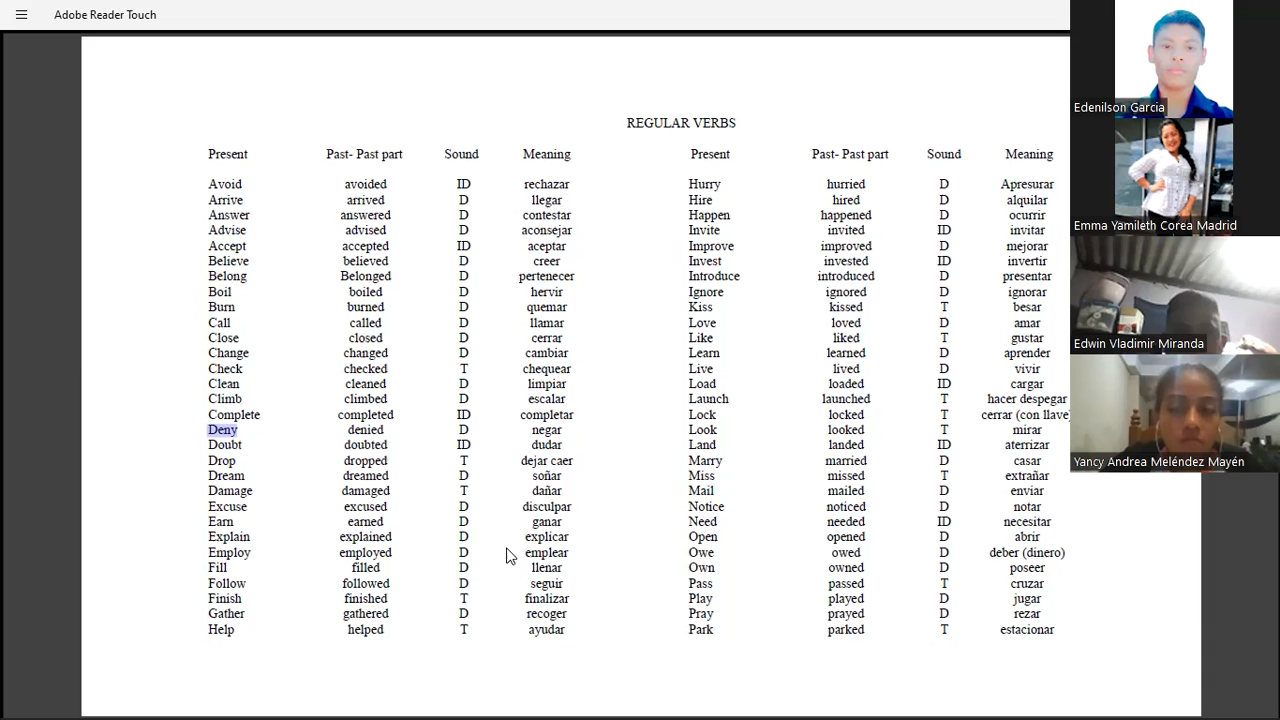 Adobe Reader Touch
REGULAR VERBS
Present Past- Past part Sound Meaning Present Past- Past part Sound Meaning
Avoid avoided ID rechazar Hurry hurried D Apresurar
Arrive arrived D llegar Hire hired D alquilar
Answer answered D contestar Happen happened D ocurrir
Advise advised D aconsejar Invite invited ID invitar
Accept accepted ID aceptar Improve improved D mejorar
Believe believed D creer Invest invested ID invertir
Belong Belonged D pertenecer Introduce introduced D presentar
Boil boiled D hervir Ignore ignored D ignorar
Burn burned D quemar Kiss kissed T besar
Call called D llamar Love loved D amar
Close closed D cerrar Like liked T gustar
Change changed D cambiar Learn learned D aprender
Check checked T chequear Live lived D vivir
Clean cleaned D limpiar Load loaded ID cargar
Climb climbed D escalar Launch launched T hacer despegar
Complete completed ID completar Lock locked T cerrar (con llave)
Deny denied D negar Look looked T mirar
Doubt doubted ID dudar Land landed ID aterrizar
Drop dropped T dejar caer Marry married D casar
Dream dreamed D soñar Miss missed T extrañar
Damage damaged T dañar Mail mailed D enviar
Excuse excused D disculpar Notice noticed D notar
Earn earned D ganar Need needed ID necesitar
Explain explained D explicar Open opened D abrir
Employ employed D emplear Owe owed D deber (dinero)
Fill filled D llenar Own owned D poseer
Follow followed D seguir Pass passed T cruzar
Finish finished T finalizar Play played D jugar
Gather gathered D recoger Pray prayed D rezar
Help helped T ayudar Park parked T estacionar
Edenilson Garcia
Emma Yamileth Corea Madrid
Edwin Vladimir Miranda
Yancy Andrea Meléndez Mayén